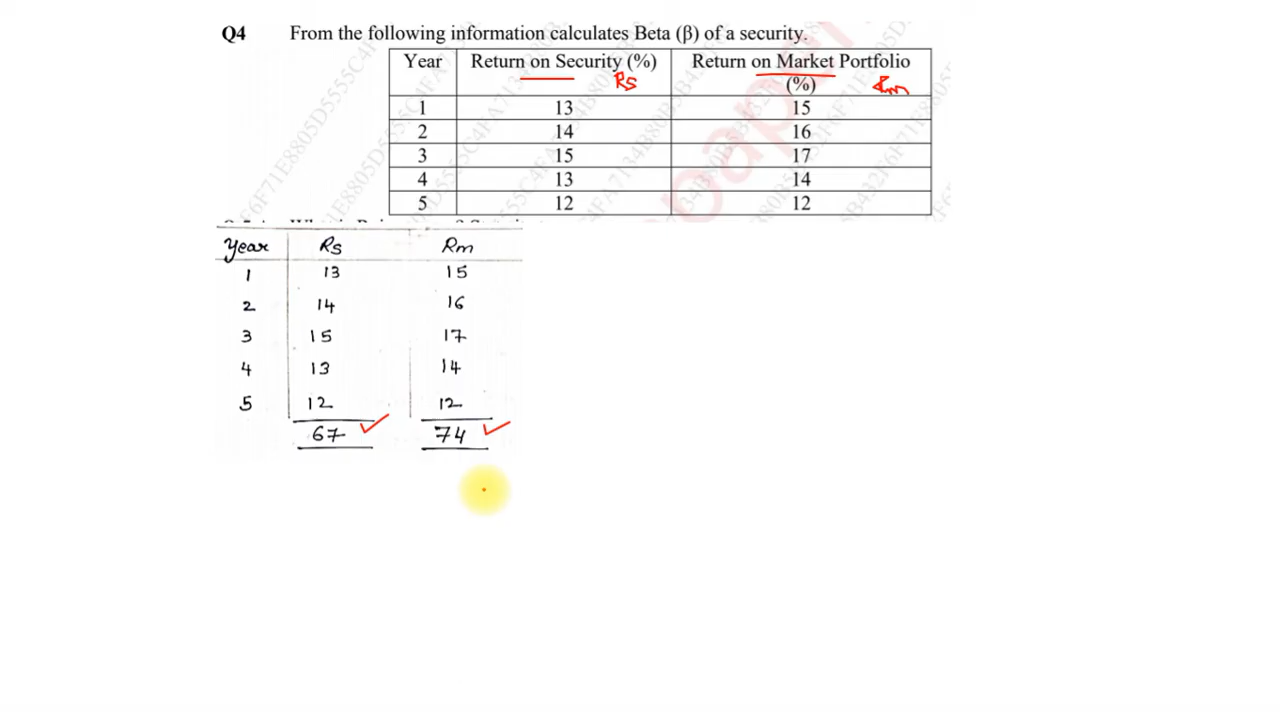 Q4 From the following information calculates Beta (β) of a security.
Year Return on Security (%) Return on Market Portfolio (%)
Rs Rm
1 13 15
2 14 16
3 15 17
4 13 14
5 12 12
Year Rs Rm
1 13 15
2 14 16
3 15 17
4 13 14
5 12 12
67 74